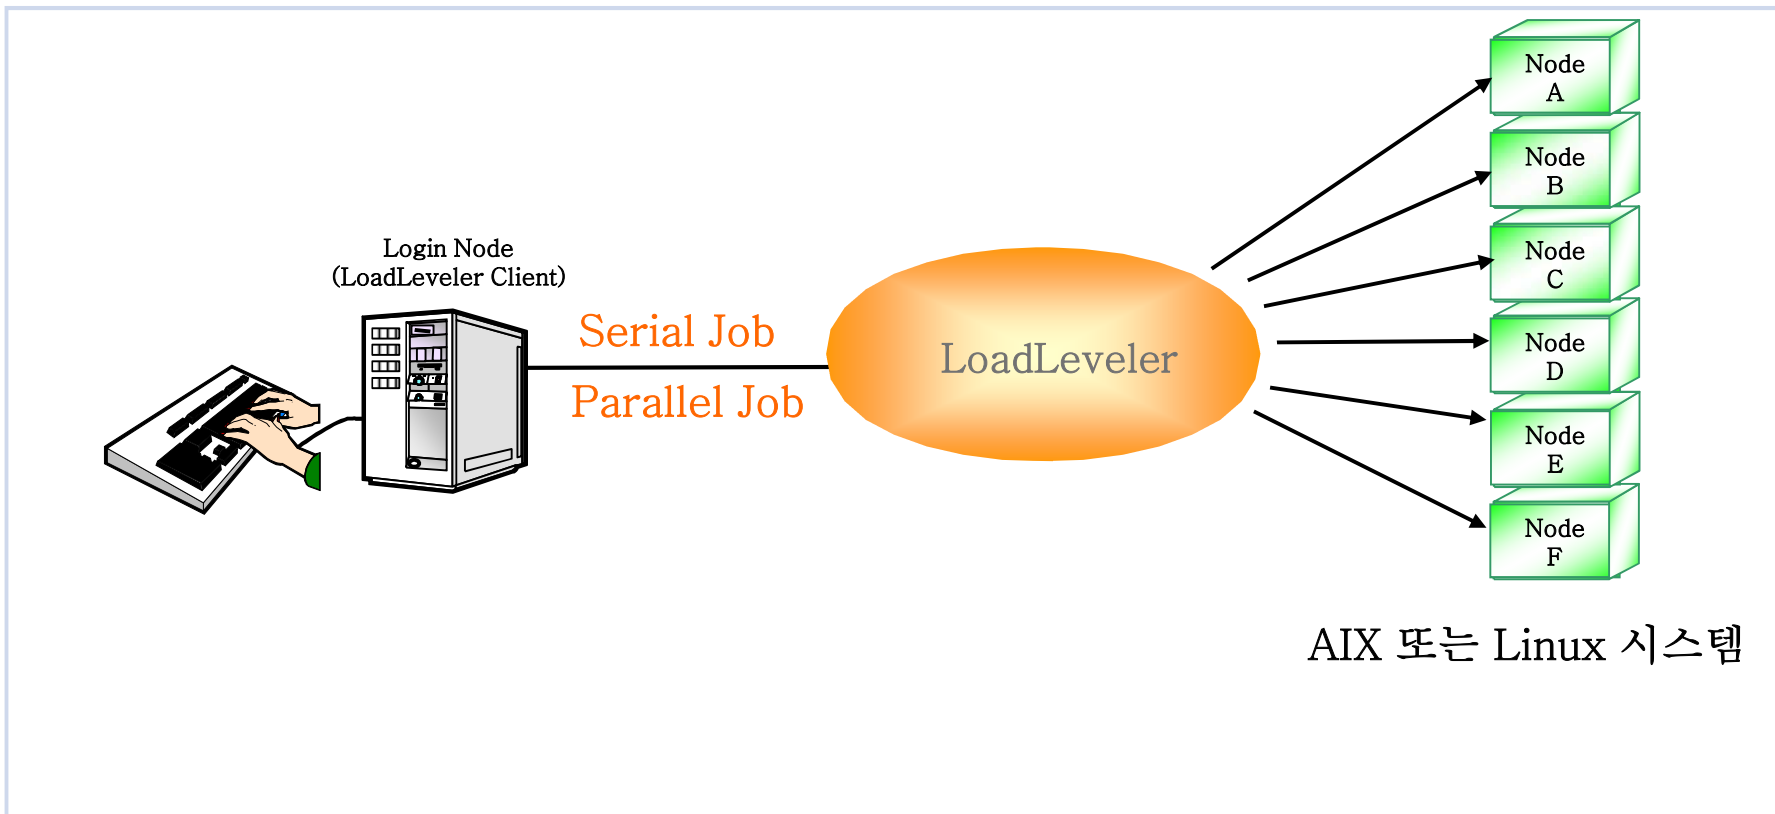 Login Node
(LoadLeveler Client)
Serial Job
Parallel Job
LoadLeveler
Node
A
Node
B
Node
C
Node
D
Node
E
Node
F
AIX 또는 Linux 시스템